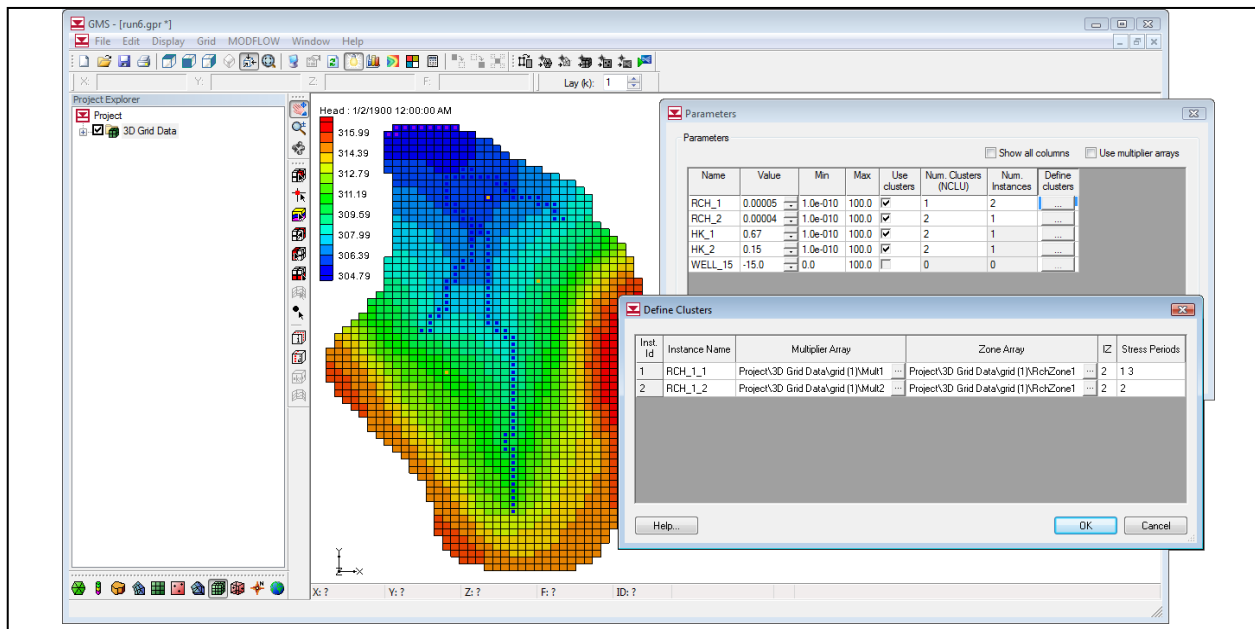 GMS - [run6.gpr *]
File Edit Display Grid MODFLOW Window Help
X: Y: Z: F: Lay (k): 1
Project Explorer
Project
3D Grid Data
Head : 1/2/1900 12:00:00 AM
315.99
314.39
312.79
311.19
309.59
307.99
306.39
304.79
Y
Z X
X: ? Y: ? Z: ? F: ? ID: ?
Parameters
Parameters
Show all columns Use multiplier arrays
Name Value Min Max Use clusters Num. Clusters (NCLU) Num. Instances Define clusters
RCH_1 0.00005 1.0e-010 100.0 1 2 ...
RCH_2 0.00004 1.0e-010 100.0 2 1 ...
HK_1 0.67 1.0e-010 100.0 2 1 ...
HK_2 0.15 1.0e-010 100.0 2 1 ...
WELL_15 -15.0 0.0 100.0 0 0 ...
Define Clusters
Inst. Id Instance Name Multiplier Array Zone Array IZ Stress Periods
1 RCH_1_1 Project\3D Grid Data\grid (1)\Mult1 ... Project\3D Grid Data\grid (1)\RchZone1 ... 2 1 3
2 RCH_1_2 Project\3D Grid Data\grid (1)\Mult2 ... Project\3D Grid Data\grid (1)\RchZone1 ... 2 2
Help... OK Cancel